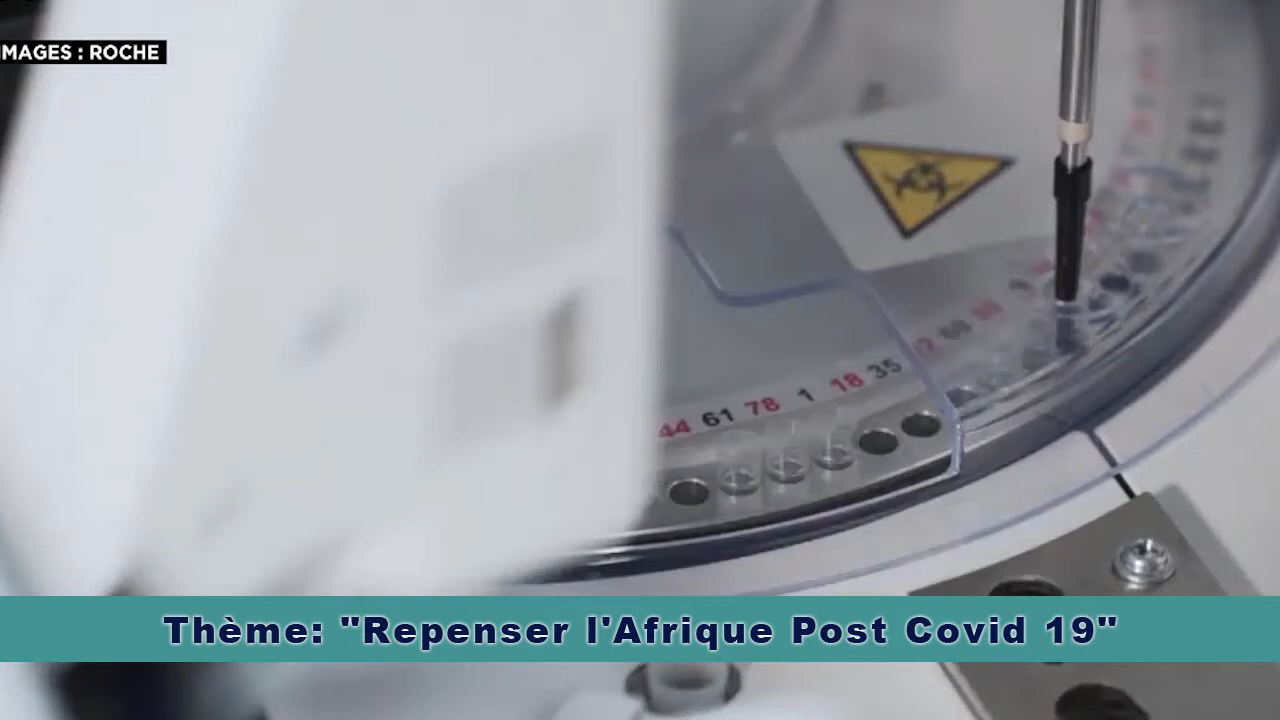 IMAGES : ROCHE
44 61 78 1 18 35
Thème: "Repenser l'Afrique Post Covid 19"